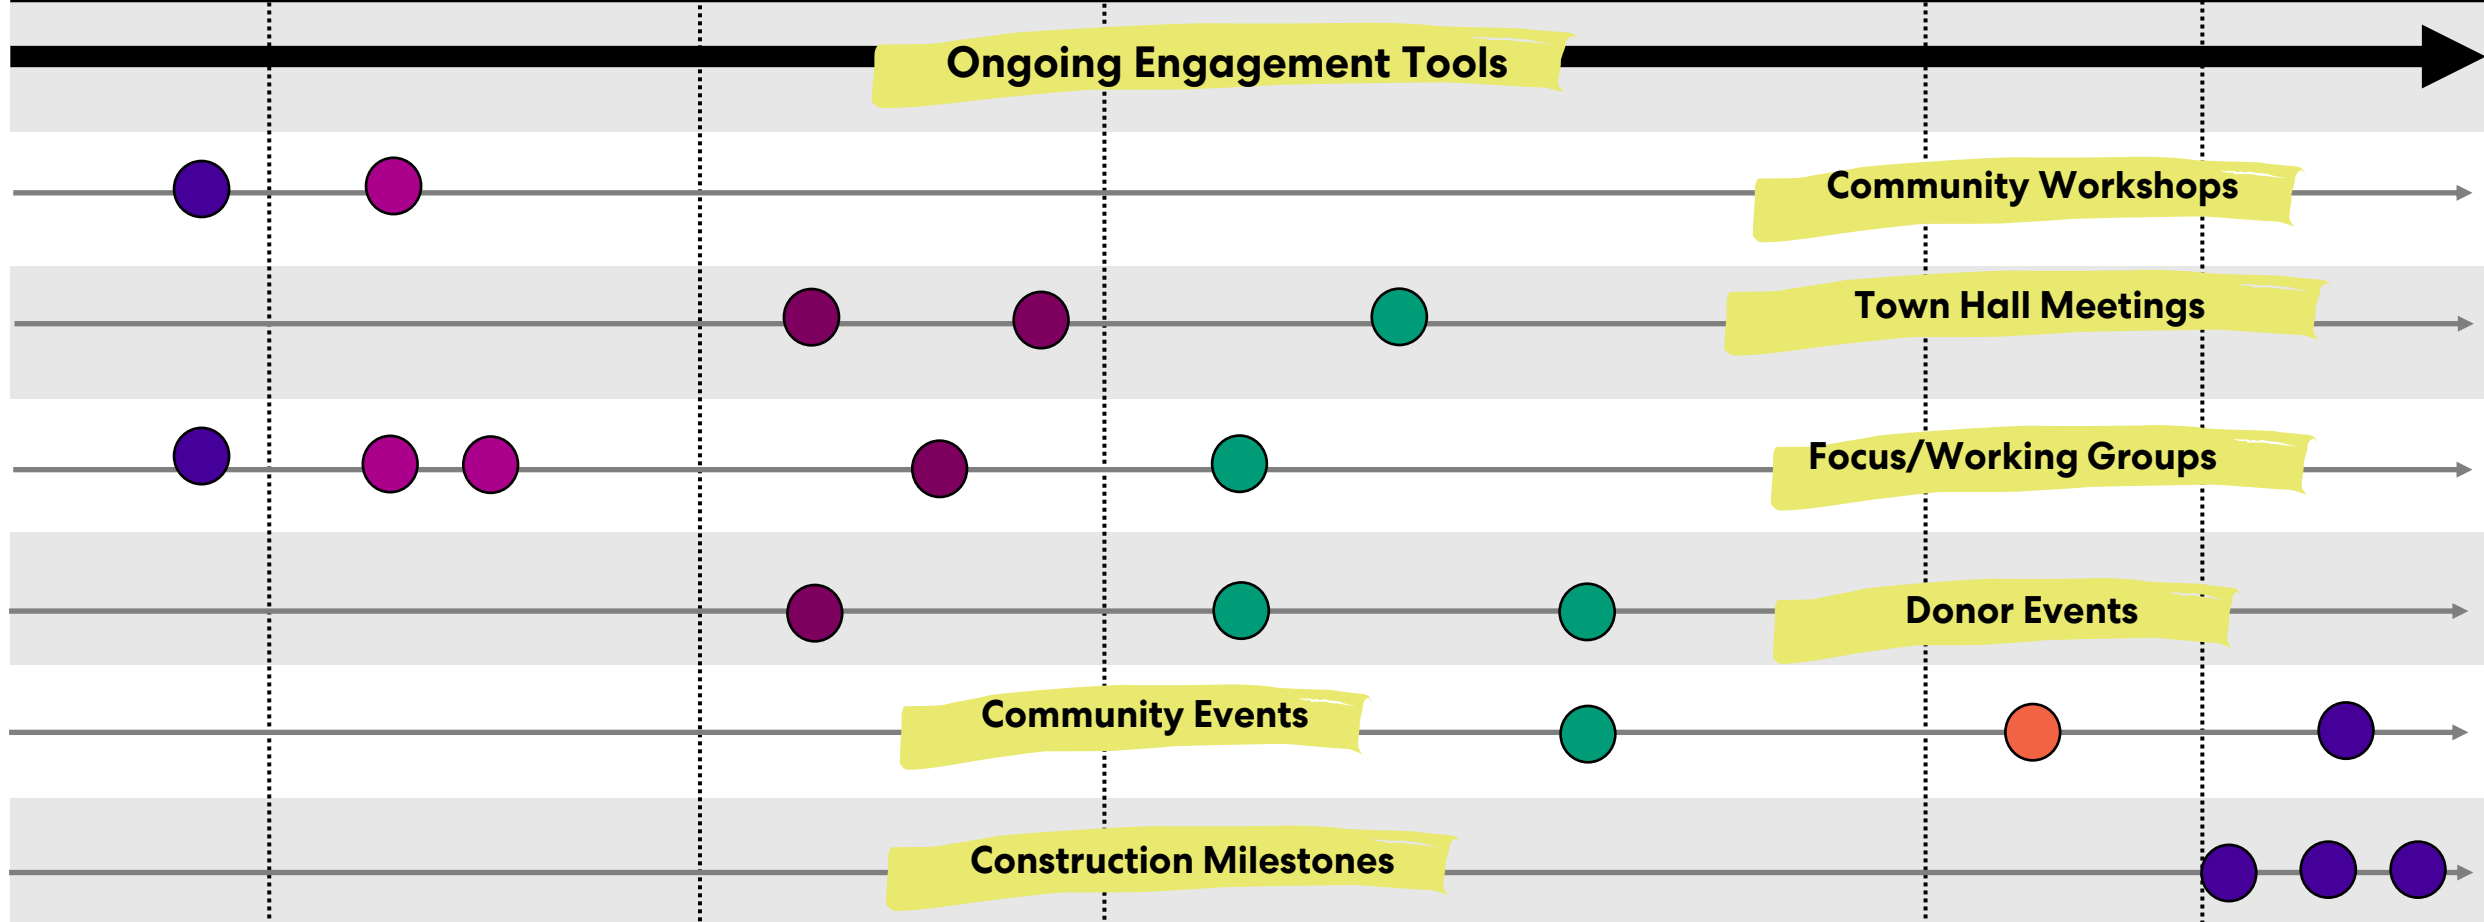 Ongoing Engagement Tools
Community Workshops
Town Hall Meetings
Focus/Working Groups
Donor Events
Community Events
Construction Milestones